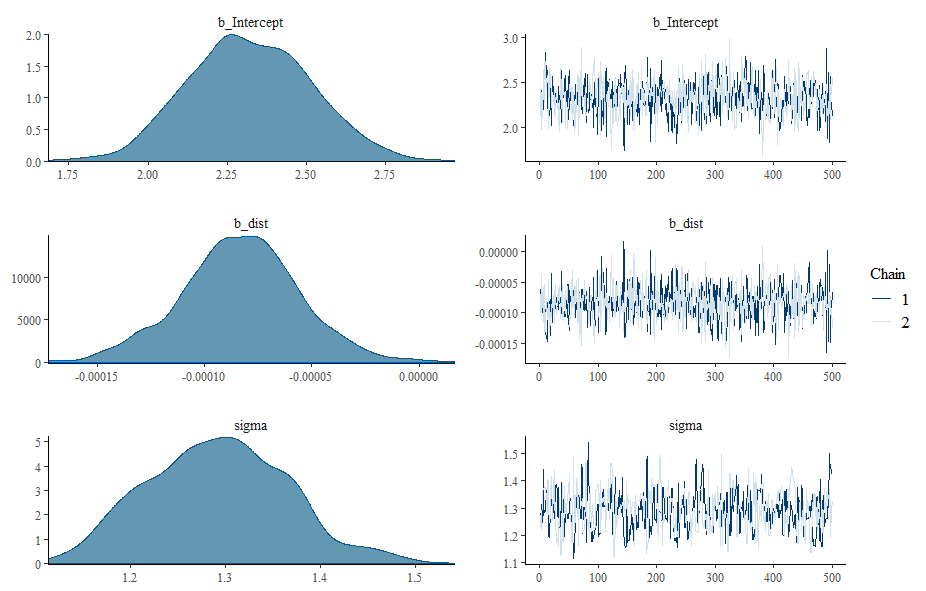 b_Intercept
2.0
1.5
1.0
0.5
0.0
1.75 2.00 2.25 2.50 2.75
b_Intercept
3.0
2.5
2.0
0 100 200 300 400 500
b_dist
10000
5000
0
-0.00015 -0.00010 -0.00005 0.00000
b_dist
0.00000
-0.00005
-0.00010
-0.00015
0 100 200 300 400 500
sigma
5
4
3
2
1
0
1.2 1.3 1.4 1.5
sigma
1.5
1.4
1.3
1.2
1.1
0 100 200 300 400 500
Chain
1
2